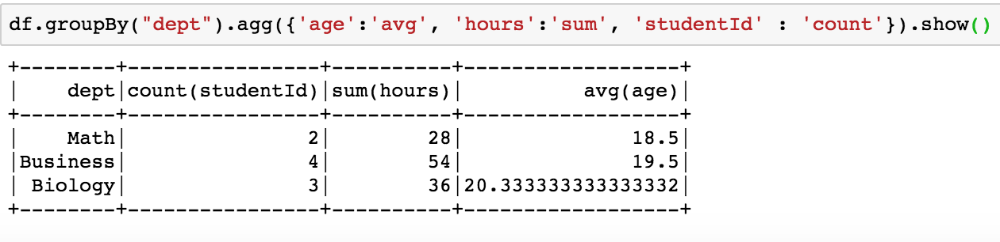 df.groupBy("dept").agg({'age':'avg', 'hours':'sum', 'studentId' : 'count'}).show()
+--------+----------------+----------+------------------+
|    dept|count(studentId)|sum(hours)|          avg(age)|
+--------+----------------+----------+------------------+
|    Math|               2|        28|              18.5|
|Business|               4|        54|              19.5|
| Biology|               3|        36|20.333333333333332|
+--------+----------------+----------+------------------+